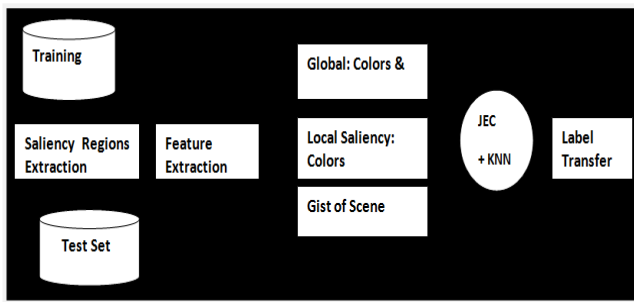 Training
Saliency Regions
Extraction
Feature
Extraction
Global: Colors &
Local Saliency:
Colors
Gist of Scene
JEC
+ KNN
Label
Transfer
Test Set